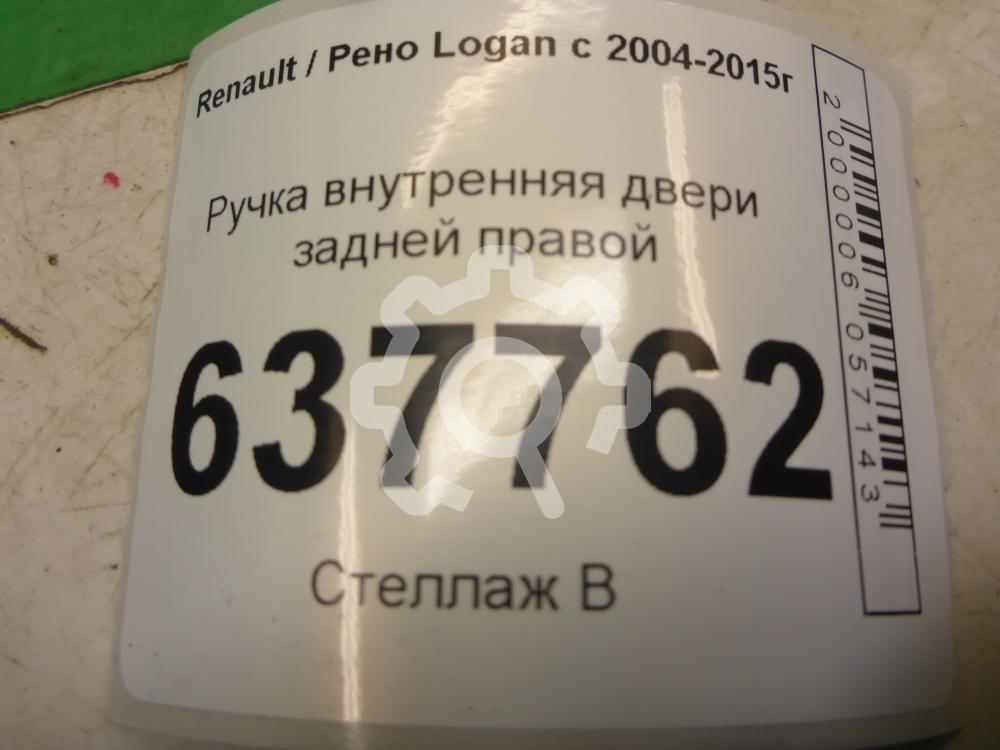 Renault / Рено Logan с 2004-2015г
Ручка внутренняя двери
задней правой
637762
Стеллаж В
2000006057143